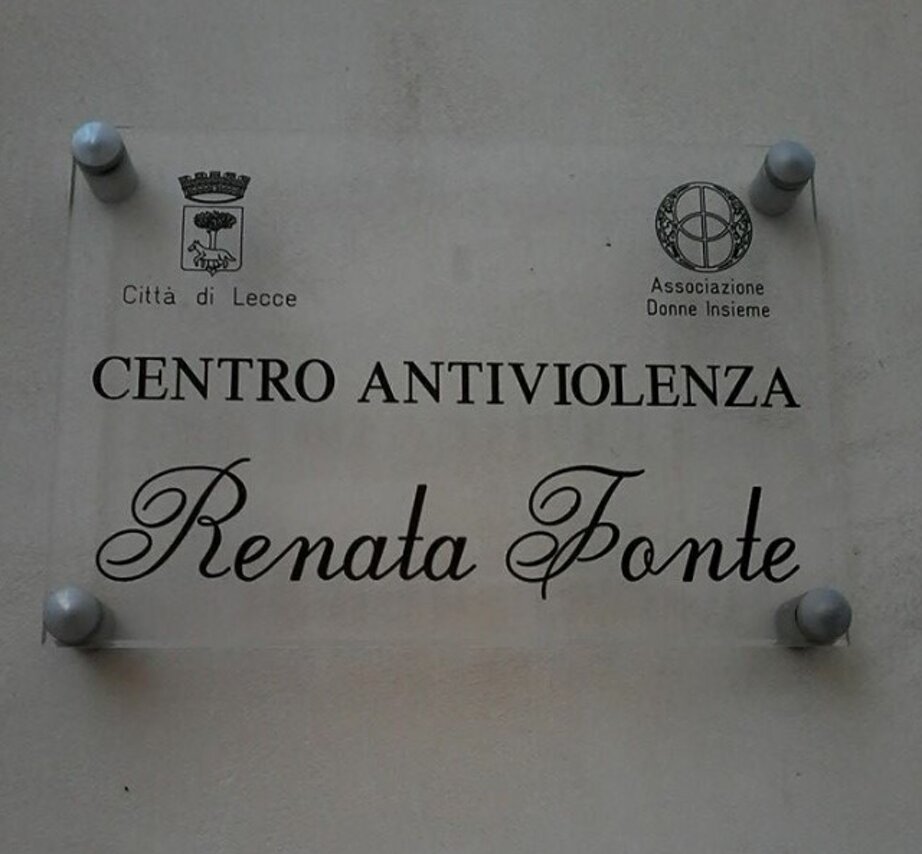 Città di Lecce
Associazione
Donne Insieme
CENTRO ANTIVIOLENZA
Renata Fonte